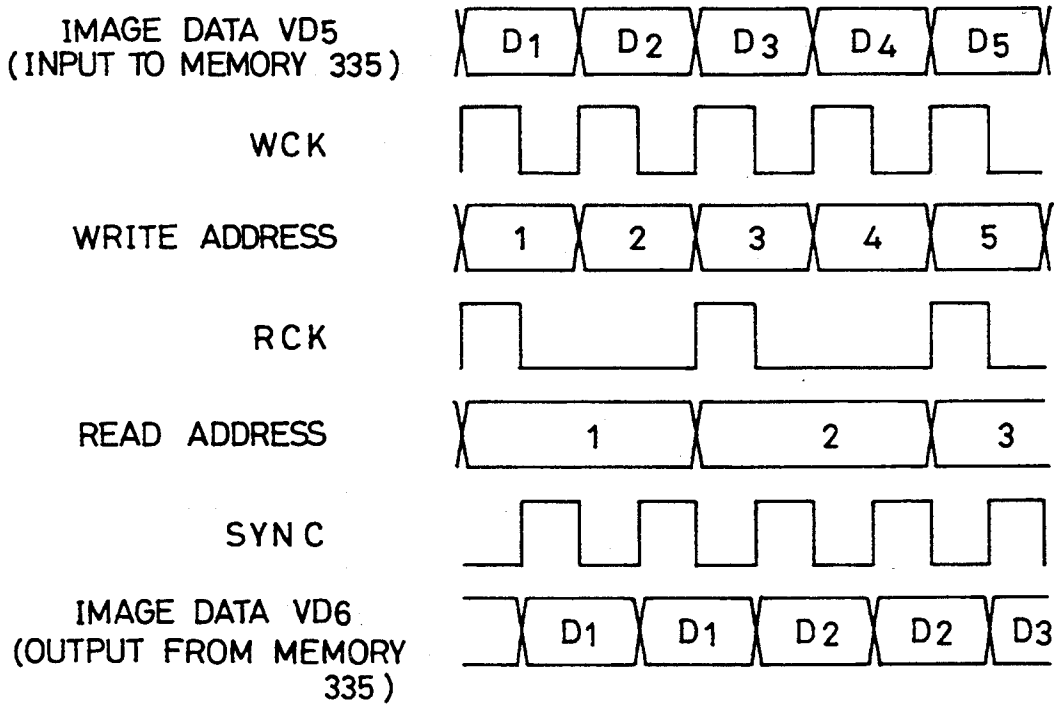 IMAGE DATA VD5
(INPUT TO MEMORY 335)
D1 D2 D3 D4 D5
WCK
WRITE ADDRESS
1 2 3 4 5
RCK
READ ADDRESS
1 2 3
SYNC
IMAGE DATA VD6
(OUTPUT FROM MEMORY
335)
D1 D1 D2 D2 D3